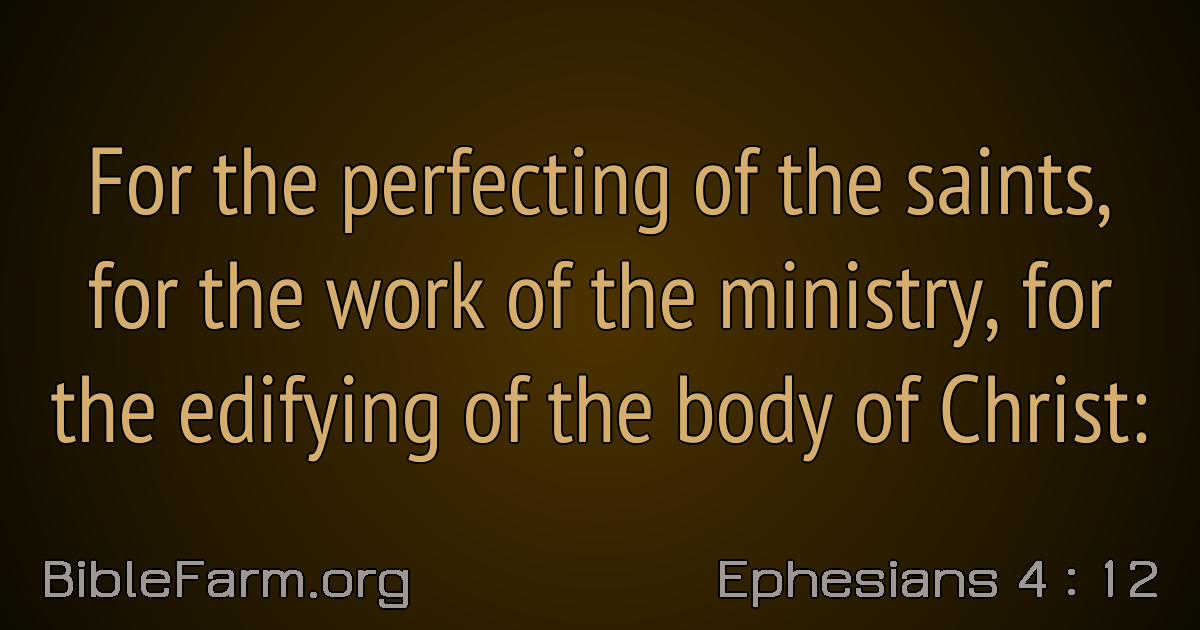 For the perfecting of the saints,
for the work of the ministry, for
the edifying of the body of Christ:
BibleFarm.org
Ephesians 4 : 12